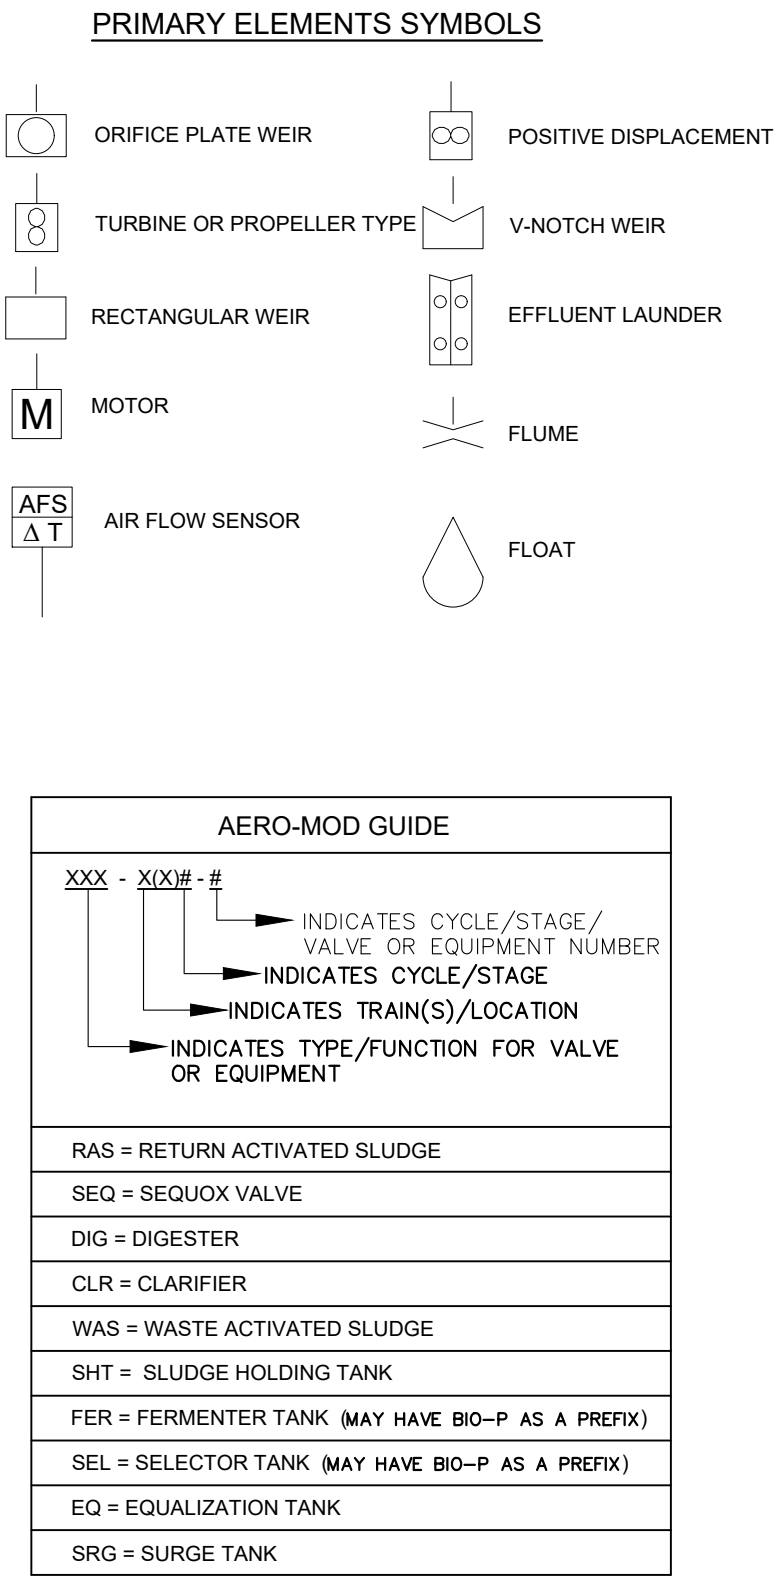 PRIMARY ELEMENTS SYMBOLS
ORIFICE PLATE WEIR
POSITIVE DISPLACEMENT
TURBINE OR PROPELLER TYPE
V-NOTCH WEIR
RECTANGULAR WEIR
EFFLUENT LAUNDER
M
MOTOR
FLUME
AFS
Δ T
AIR FLOW SENSOR
FLOAT
AERO-MOD GUIDE
XXX - X(X)# - #
INDICATES CYCLE/STAGE/
VALVE OR EQUIPMENT NUMBER
INDICATES CYCLE/STAGE
INDICATES TRAIN(S)/LOCATION
INDICATES TYPE/FUNCTION FOR VALVE
OR EQUIPMENT
RAS = RETURN ACTIVATED SLUDGE
SEQ = SEQUOX VALVE
DIG = DIGESTER
CLR = CLARIFIER
WAS = WASTE ACTIVATED SLUDGE
SHT = SLUDGE HOLDING TANK
FER = FERMENTER TANK (MAY HAVE BIO-P AS A PREFIX)
SEL = SELECTOR TANK (MAY HAVE BIO-P AS A PREFIX)
EQ = EQUALIZATION TANK
SRG = SURGE TANK